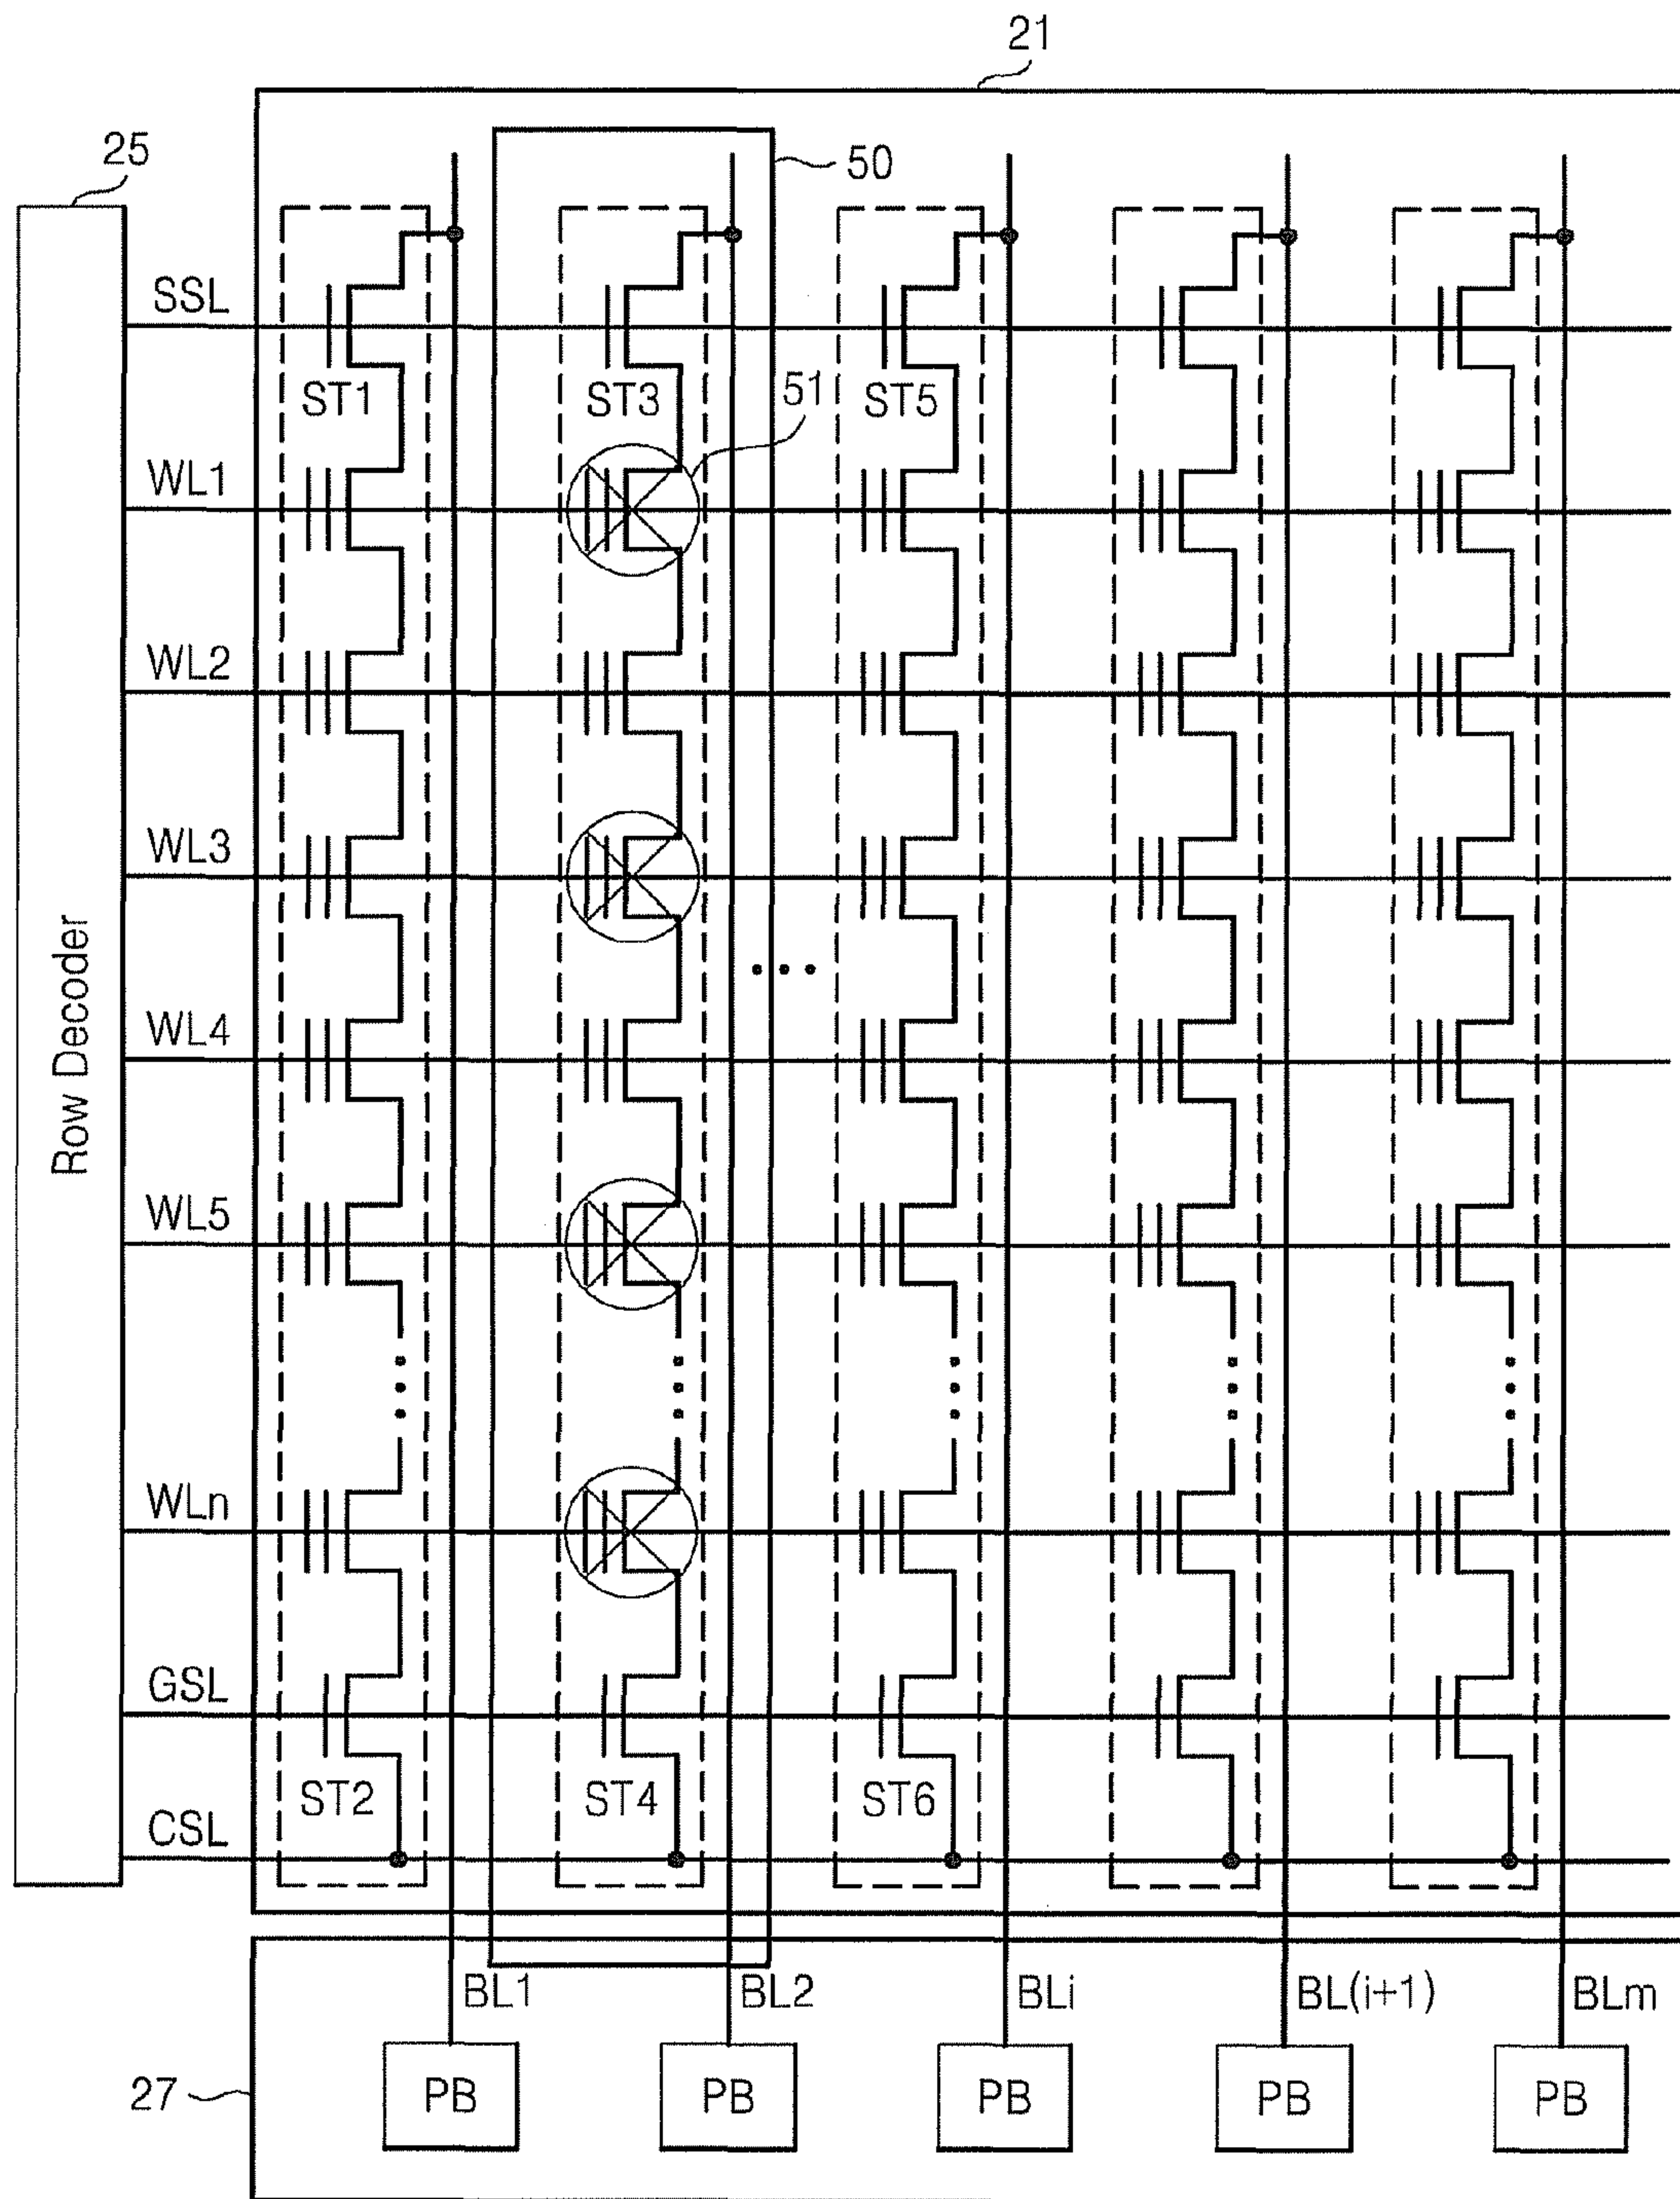 21
25
50
SSL
ST1
ST3
51
ST5
WL1
WL2
WL3
Row Decoder
WL4
WL5
WLn
GSL
ST2
ST4
ST6
CSL
BL1
BL2
BLi
BL(i+1)
BLm
27
PB
PB
PB
PB
PB